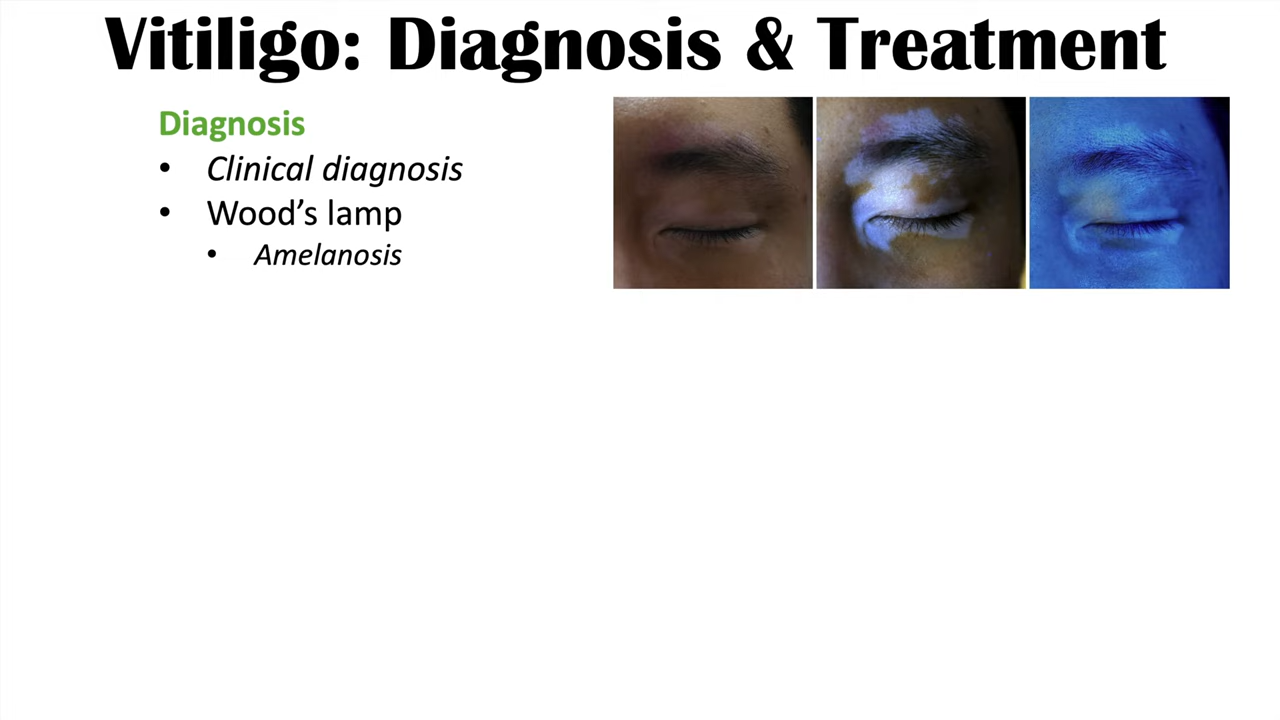 Vitiligo: Diagnosis & Treatment
Diagnosis
• Clinical diagnosis
• Wood’s lamp
• Amelanosis